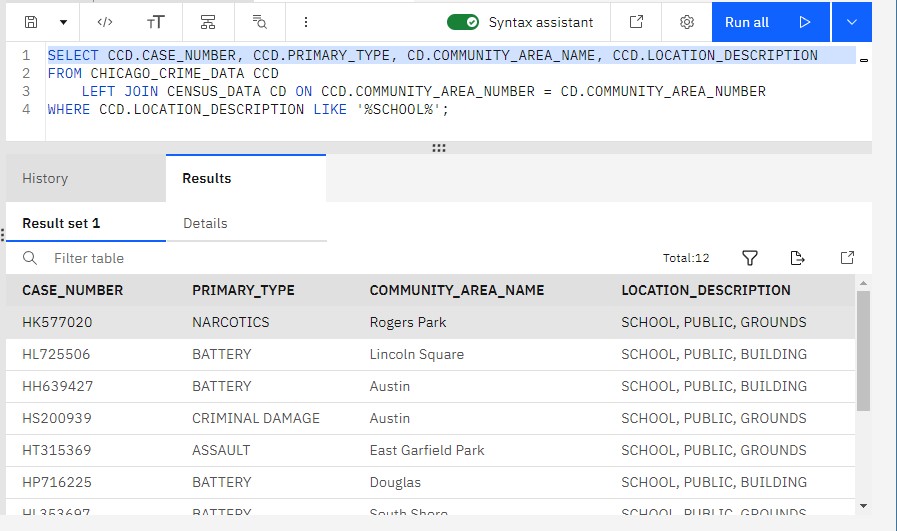 Syntax assistant
Run all
1 SELECT CCD.CASE_NUMBER, CCD.PRIMARY_TYPE, CD.COMMUNITY_AREA_NAME, CCD.LOCATION_DESCRIPTION
2 FROM CHICAGO_CRIME_DATA CCD
3 LEFT JOIN CENSUS_DATA CD ON CCD.COMMUNITY_AREA_NUMBER = CD.COMMUNITY_AREA_NUMBER
4 WHERE CCD.LOCATION_DESCRIPTION LIKE '%SCHOOL%';
History Results
Result set 1 Details
Filter table Total:12
CASE_NUMBER PRIMARY_TYPE COMMUNITY_AREA_NAME LOCATION_DESCRIPTION
HK577020 NARCOTICS Rogers Park SCHOOL, PUBLIC, GROUNDS
HL725506 BATTERY Lincoln Square SCHOOL, PUBLIC, BUILDING
HH639427 BATTERY Austin SCHOOL, PUBLIC, BUILDING
HS200939 CRIMINAL DAMAGE Austin SCHOOL, PUBLIC, GROUNDS
HT315369 ASSAULT East Garfield Park SCHOOL, PUBLIC, GROUNDS
HP716225 BATTERY Douglas SCHOOL, PUBLIC, BUILDING
HL353697 BATTERY South Shore SCHOOL, PUBLIC, GROUNDS